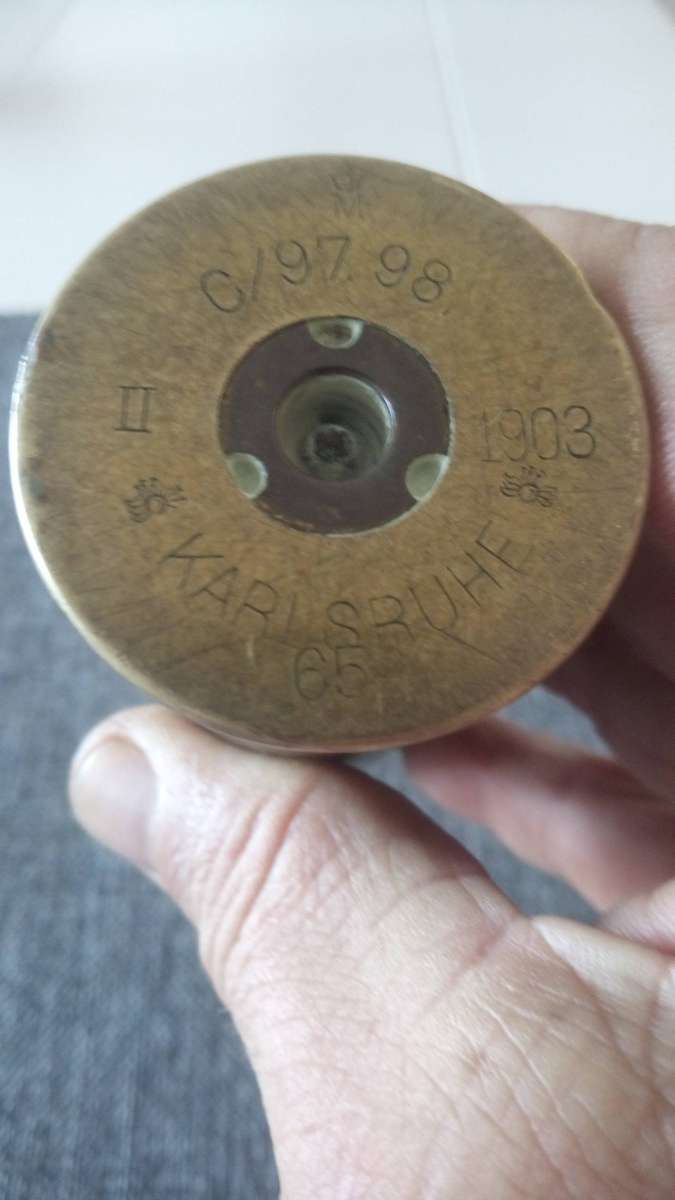 M
C/97. 98
II
1903
KARLSRUHE
65